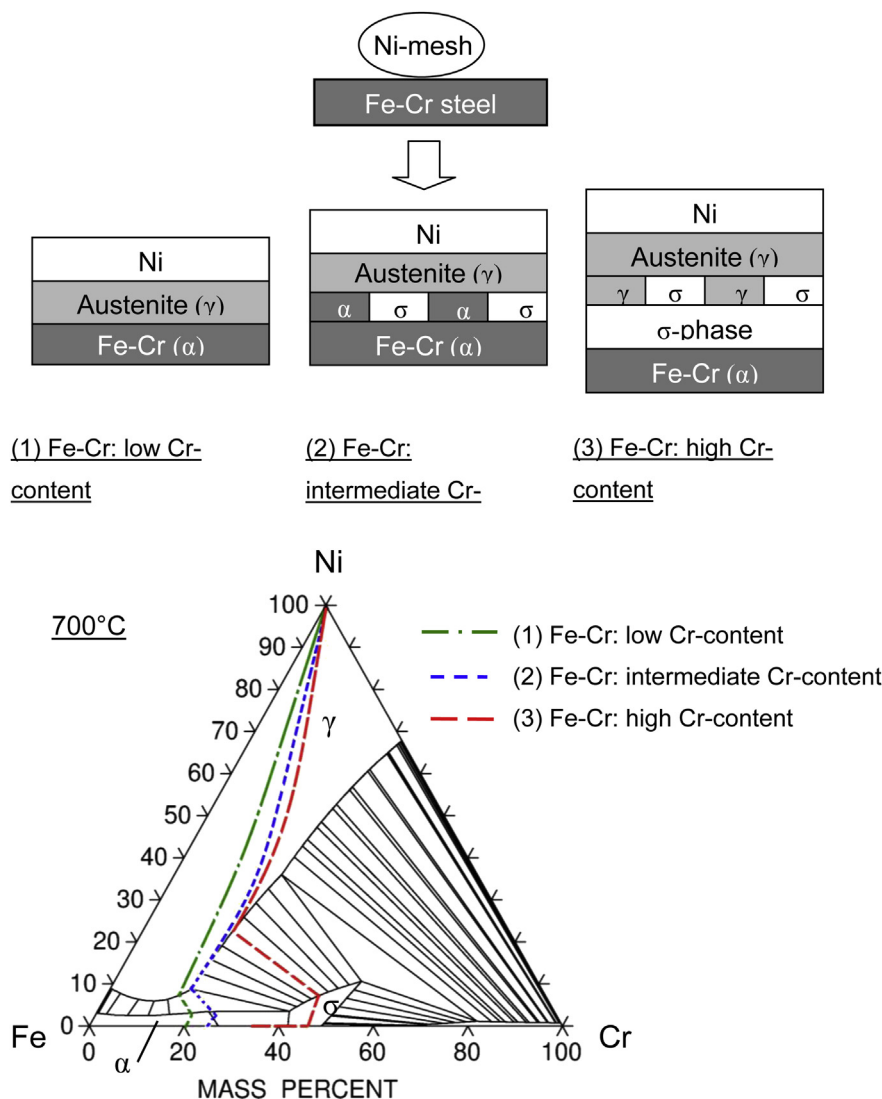 Ni-mesh
Fe-Cr steel
Ni
Austenite (γ)
Fe-Cr (α)
Ni
Austenite (γ)
α σ α σ
Fe-Cr (α)
Ni
Austenite (γ)
γ σ γ σ
σ-phase
Fe-Cr (α)
(1) Fe-Cr: low Cr-
content
(2) Fe-Cr:
intermediate Cr-
(3) Fe-Cr: high Cr-
content
700°C
Ni
100
90
80
70
60
50
40
30
20
10
0
(1) Fe-Cr: low Cr-content
(2) Fe-Cr: intermediate Cr-content
(3) Fe-Cr: high Cr-content
γ
σ
α
Fe
Cr
0 20 40 60 80 100
MASS PERCENT